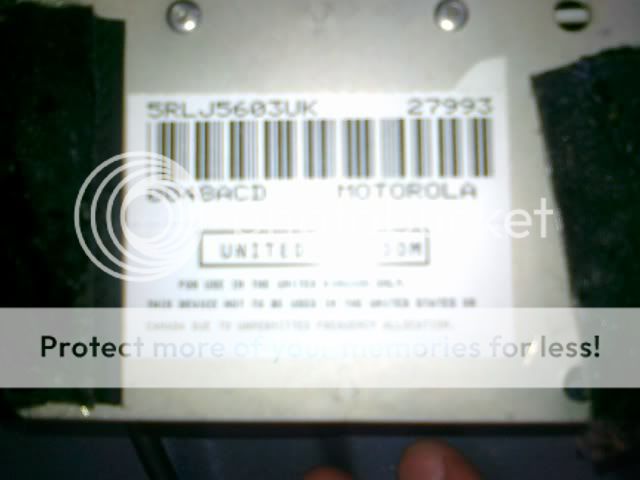 5RLJ5603UK 27993
MOTOROLA
UNITED
FOR USE IN THE UNITED KINGDOM ONLY.
THIS DEVICE NOT TO BE USED IN THE UNITED STATES OR
CANADA DUE TO UNPERMITTED FREQUENCY ALLOCATION.
Protect more of your memories for less!